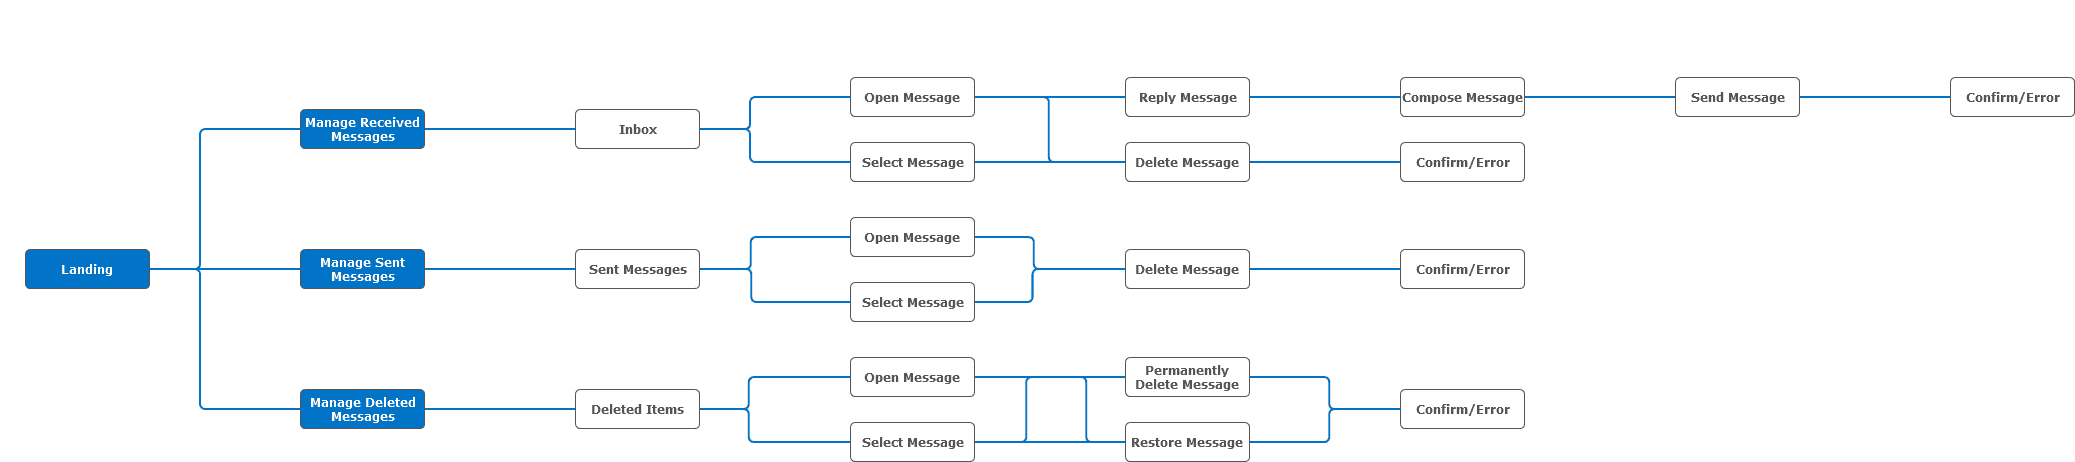 Open Message
Reply Message
Compose Message
Send Message
Confirm/Error
Manage Received
Messages
Inbox
Select Message
Delete Message
Confirm/Error
Open Message
Landing
Manage Sent
Messages
Sent Messages
Delete Message
Confirm/Error
Select Message
Open Message
Permanently
Delete Message
Manage Deleted
Messages
Deleted Items
Confirm/Error
Select Message
Restore Message